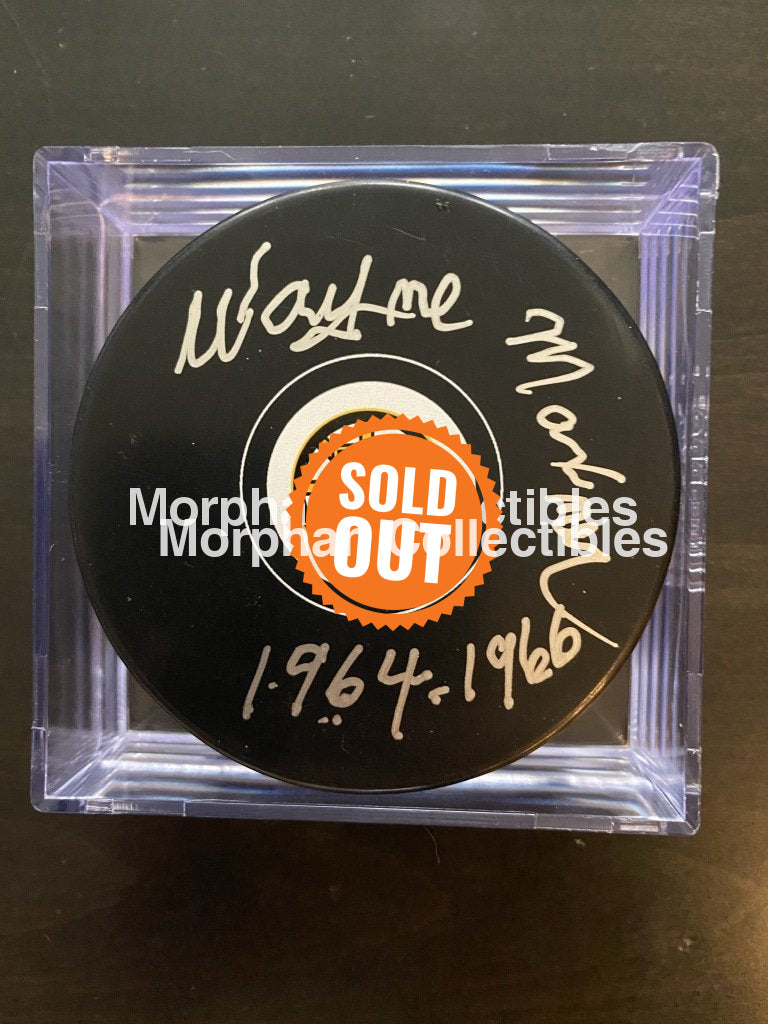 Wayne
1964-1966
Morphan Collectibles
Morphan Collectibles
SOLD
OUT